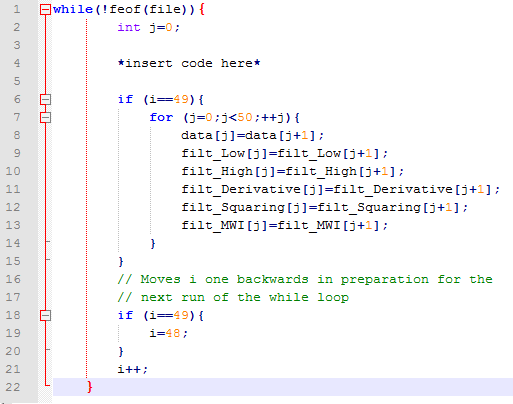 1 while(!feof(file)){
2 int j=0;
3
4 *insert code here*
5
6 if (i==49){
7 for (j=0;j<50;++j){
8 data[j]=data[j+1];
9 filt_Low[j]=filt_Low[j+1];
10 filt_High[j]=filt_High[j+1];
11 filt_Derivative[j]=filt_Derivative[j+1];
12 filt_Squaring[j]=filt_Squaring[j+1];
13 filt_MWI[j]=filt_MWI[j+1];
14 }
15 }
16 // Moves i one backwards in preparation for the
17 // next run of the while loop
18 if (i==49){
19 i=48;
20 }
21 i++;
22 }